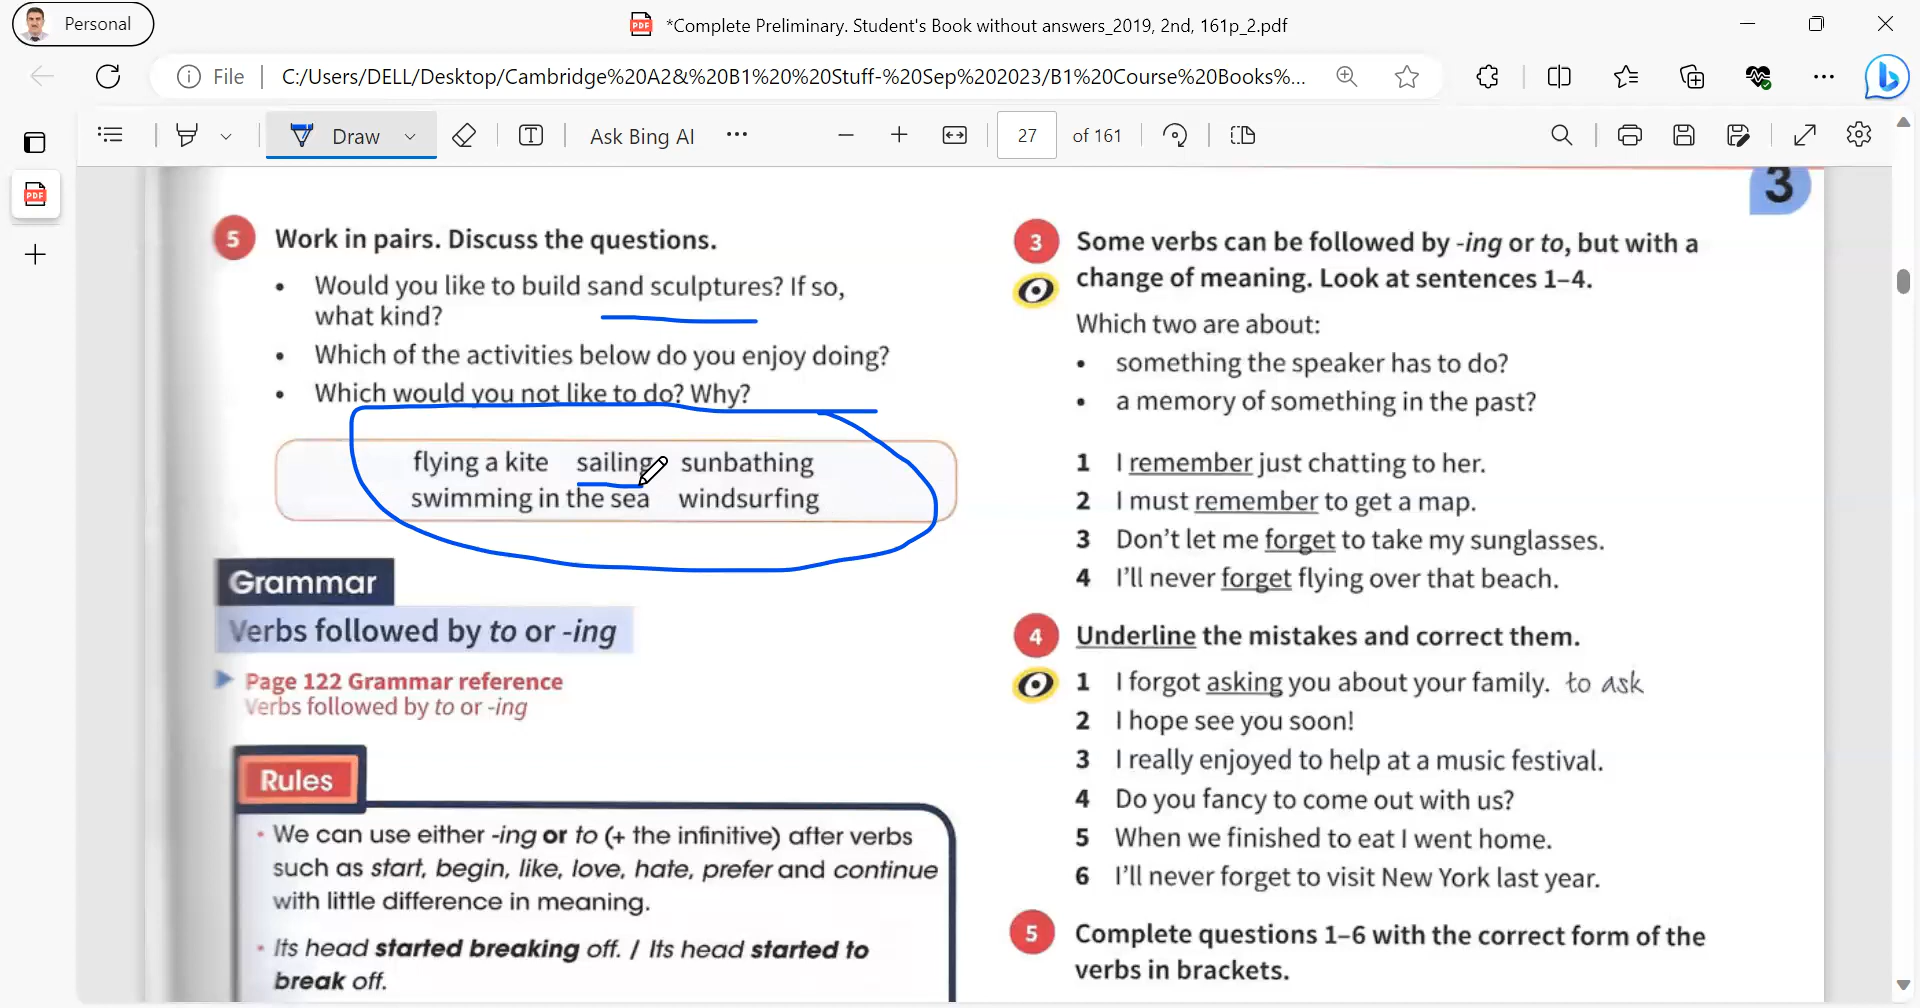 Personal
*Complete Preliminary. Student's Book without answers_2019, 2nd, 161p_2.pdf
File
C:/Users/DELL/Desktop/Cambridge%20A2&%20B1%20%20Stuff-%20Sep%202023/B1%20Course%20Books%...
Draw
Ask Bing AI
27 of 161
3
5 Work in pairs. Discuss the questions.
• Would you like to build sand sculptures? If so,
what kind?
• Which of the activities below do you enjoy doing?
• Which would you not like to do? Why?
flying a kite sailing sunbathing
swimming in the sea windsurfing
Grammar
Verbs followed by to or -ing
Page 122 Grammar reference
Verbs followed by to or -ing
Rules
• We can use either -ing or to (+ the infinitive) after verbs
such as start, begin, like, love, hate, prefer and continue
with little difference in meaning.
• Its head started breaking off. / Its head started to
break off.
3 Some verbs can be followed by -ing or to, but with a
change of meaning. Look at sentences 1–4.
Which two are about:
• something the speaker has to do?
• a memory of something in the past?
1 I remember just chatting to her.
2 I must remember to get a map.
3 Don't let me forget to take my sunglasses.
4 I'll never forget flying over that beach.
4 Underline the mistakes and correct them.
1 I forgot asking you about your family. to ask
2 I hope see you soon!
3 I really enjoyed to help at a music festival.
4 Do you fancy to come out with us?
5 When we finished to eat I went home.
6 I'll never forget to visit New York last year.
5 Complete questions 1–6 with the correct form of the
verbs in brackets.